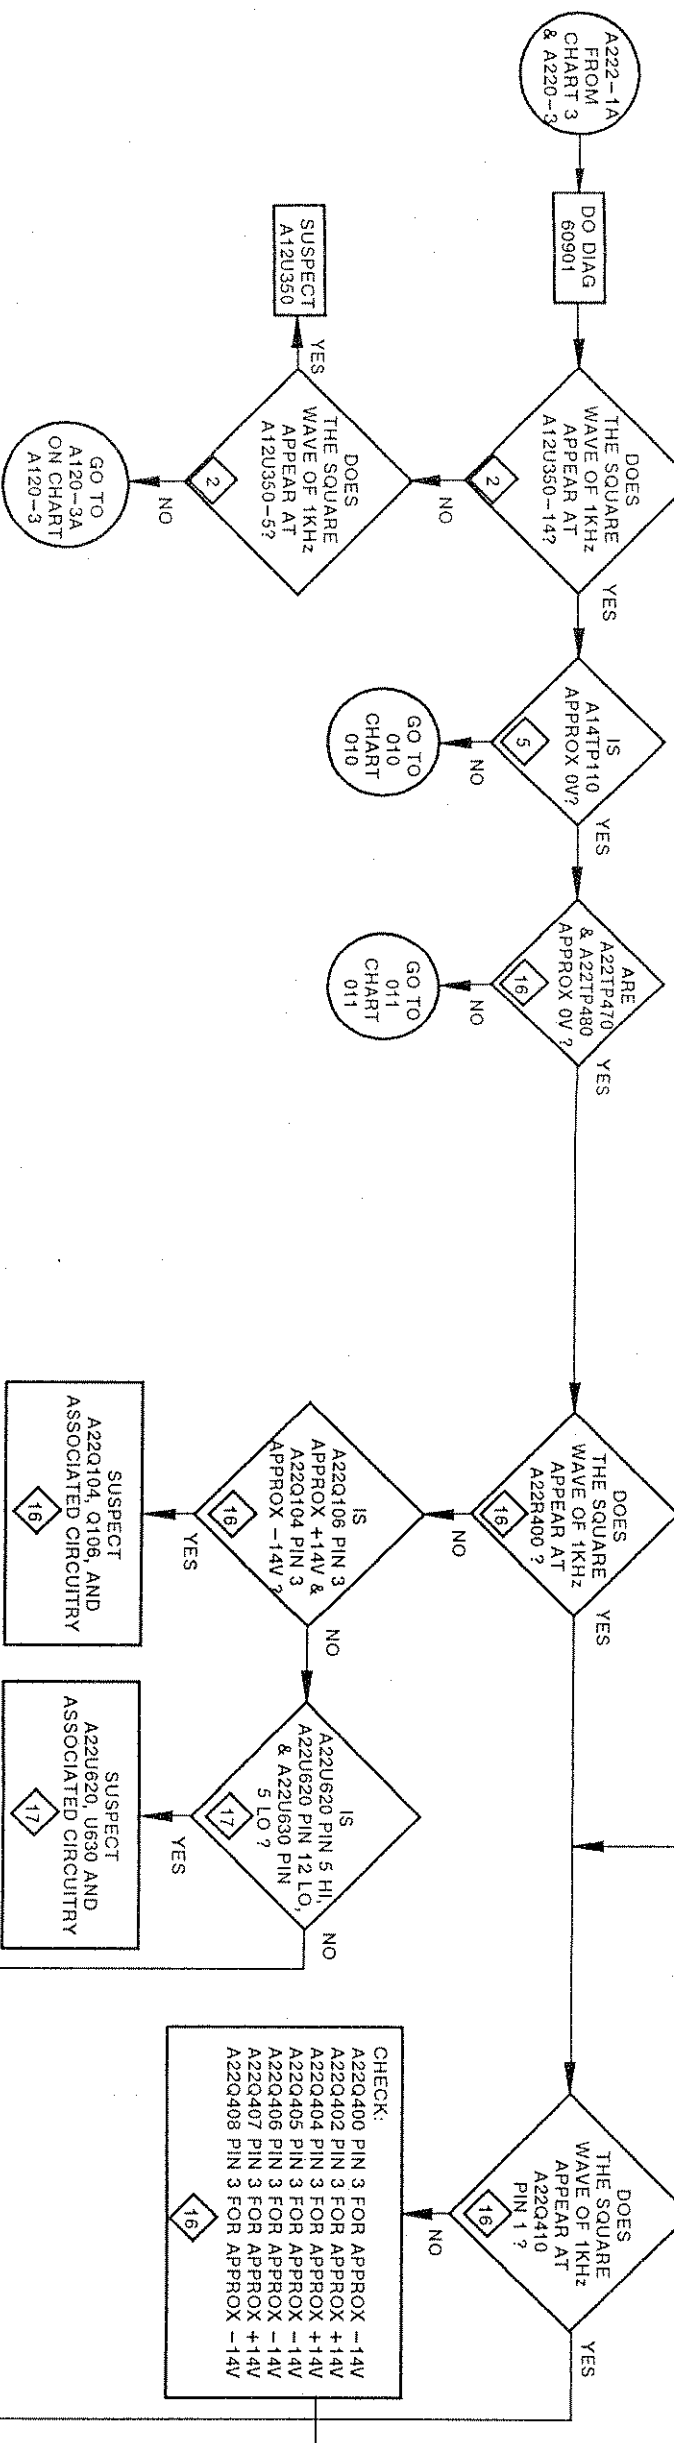 A222-1A
FROM
CHART 3
& A220-3
DO DIAG
60901
DOES
THE SQUARE
WAVE OF 1KHz
APPEAR AT
A12U350-14?
2
YES
NO
DOES
THE SQUARE
WAVE OF 1KHz
APPEAR AT
A12U350-5?
2
YES
SUSPECT
A12U350
NO
GO TO
A120-3A
ON CHART
A120-3
IS
A14TP110
APPROX 0V?
5
YES
NO
GO TO
010
CHART
010
ARE
A22TP470
& A22TP480
APPROX 0V ?
16
YES
NO
GO TO
011
CHART
011
DOES
THE SQUARE
WAVE OF 1KHz
APPEAR AT
A22R400 ?
16
YES
NO
IS
A22Q106 PIN 3
APPROX +14V &
A22Q104 PIN 3
APPROX -14V ?
16
NO
YES
SUSPECT
A22Q104, Q106, AND
ASSOCIATED CIRCUITRY
16
IS
A22U620 PIN 5 HI,
A22U620 PIN 12 LO,
& A22U630 PIN
5 LO ?
17
NO
YES
SUSPECT
A22U620, U630 AND
ASSOCIATED CIRCUITRY
17
DOES
THE SQUARE
WAVE OF 1KHz
APPEAR AT
A22Q410
PIN 1 ?
16
YES
NO
CHECK:
A22Q400 PIN 3 FOR APPROX -14V
A22Q402 PIN 3 FOR APPROX +14V
A22Q404 PIN 3 FOR APPROX +14V
A22Q405 PIN 3 FOR APPROX -14V
A22Q406 PIN 3 FOR APPROX -14V
A22Q407 PIN 3 FOR APPROX +14V
A22Q408 PIN 3 FOR APPROX -14V
16